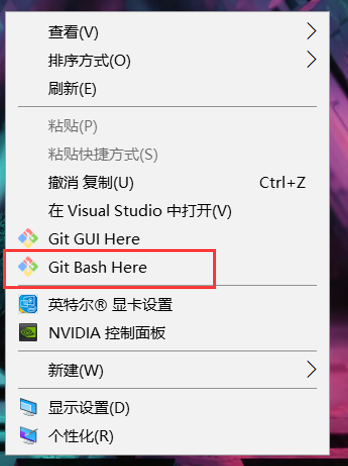 查看(V)
排序方式(O)
刷新(E)
粘贴(P)
粘贴快捷方式(S)
撤消 复制(U) Ctrl+Z
在 Visual Studio 中打开(V)
Git GUI Here
Git Bash Here
英特尔® 显卡设置
NVIDIA 控制面板
新建(W)
显示设置(D)
个性化(R)